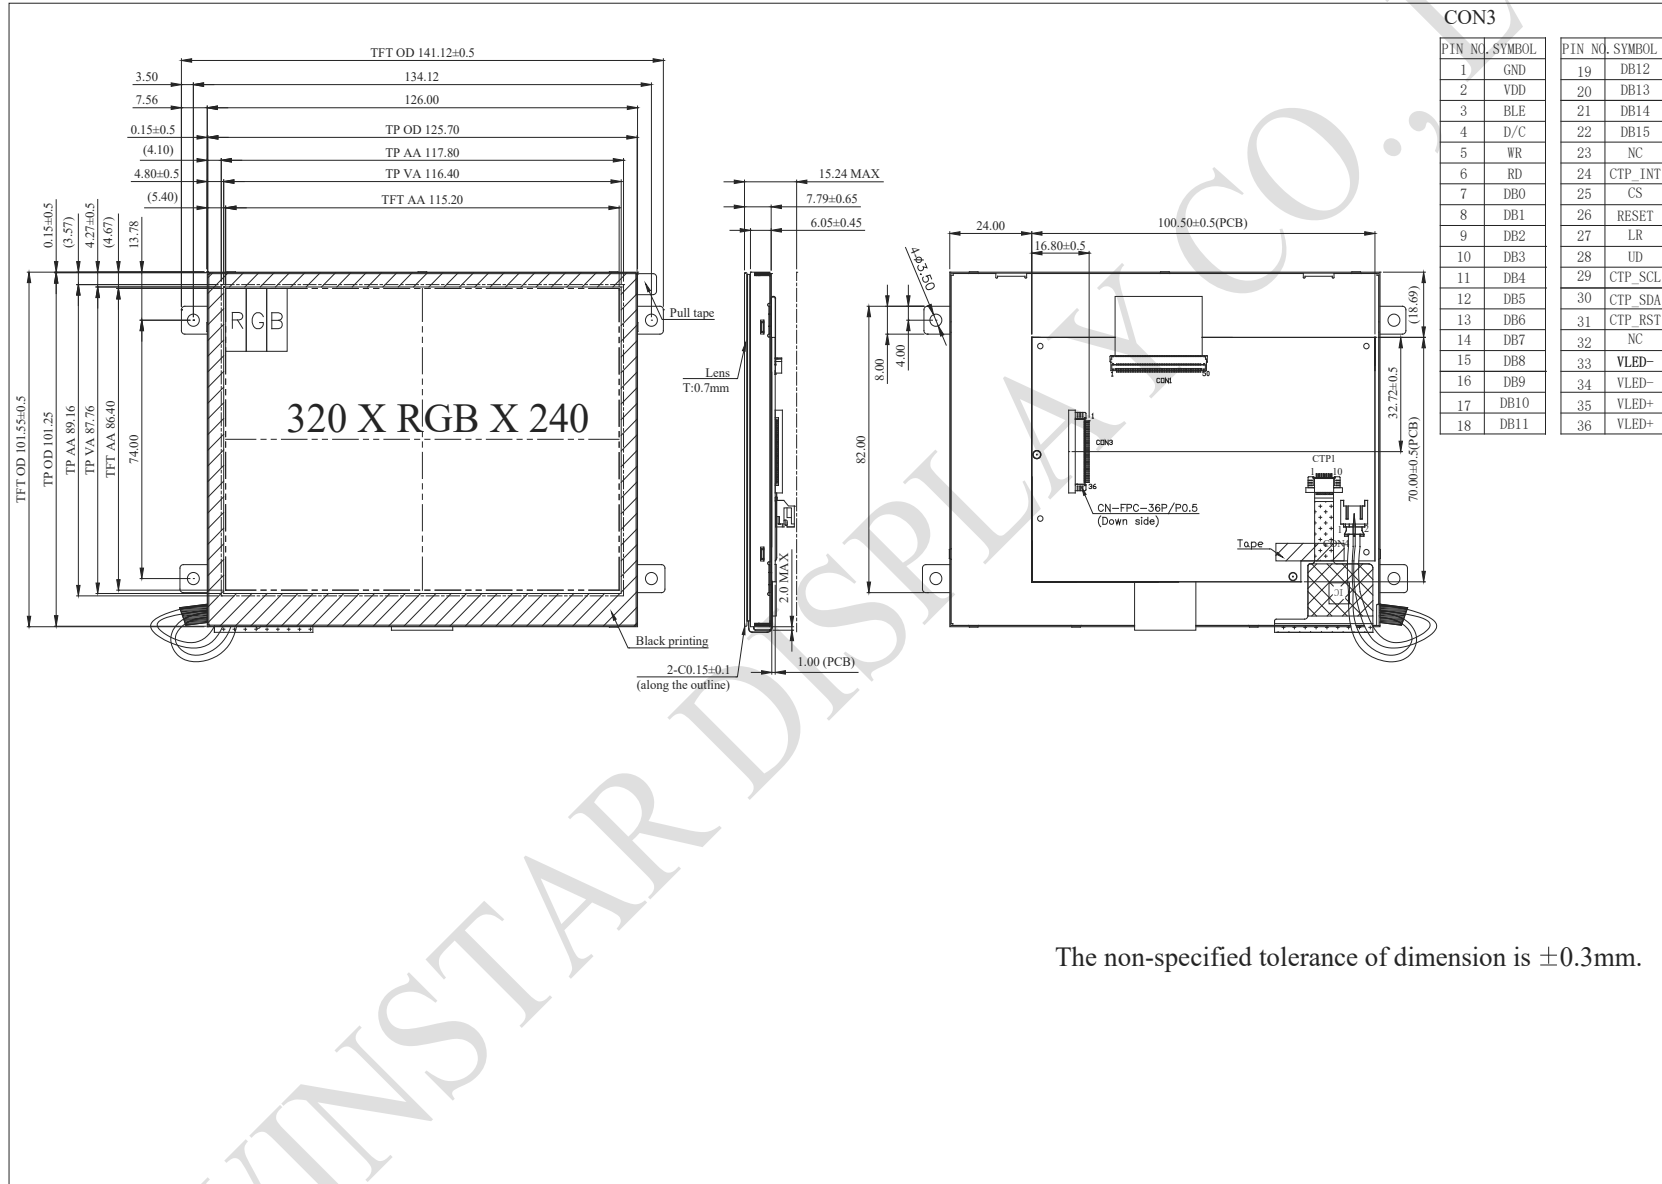 CON3
PIN NO. SYMBOL PIN NO. SYMBOL
1 GND 19 DB12
2 VDD 20 DB13
3 BLE 21 DB14
4 D/C 22 DB15
5 WR 23 NC
6 RD 24 CTP_INT
7 DB0 25 CS
8 DB1 26 RESET
9 DB2 27 LR
10 DB3 28 UD
11 DB4 29 CTP_SCL
12 DB5 30 CTP_SDA
13 DB6 31 CTP_RST
14 DB7 32 NC
15 DB8 33 VLED-
16 DB9 34 VLED-
17 DB10 35 VLED+
18 DB11 36 VLED+
TFT OD 141.12±0.5
3.50 134.12
7.56 126.00
0.15±0.5 TP OD 125.70
(4.10) TP AA 117.80
4.80±0.5 TP VA 116.40
(5.40) TFT AA 115.20
0.15±0.5
(3.57)
4.27±0.5
(4.67)
13.78
TFT OD 101.55±0.5
TP OD 101.25
TP AA 89.16
TP VA 87.76
TFT AA 86.40
74.00
RGB
320 X RGB X 240
Pull tape
Black printing
15.24 MAX
7.79±0.65
6.05±0.45
Lens
T:0.7mm
2.0 MAX
1.00 (PCB)
2-C0.15±0.1
(along the outline)
24.00 100.50±0.5(PCB)
16.80±0.5
4-ø3.50
8.00
4.00
82.00
(18.69)
32.72±0.5
70.00±0.5(PCB)
1 50
CON1
1
CON3
36
CN-FPC-36P/P0.5
(Down side)
CTP1
1 10
1 2
Tape
The non-specified tolerance of dimension is ±0.3mm.
WINSTAR DISPLAY CO.,